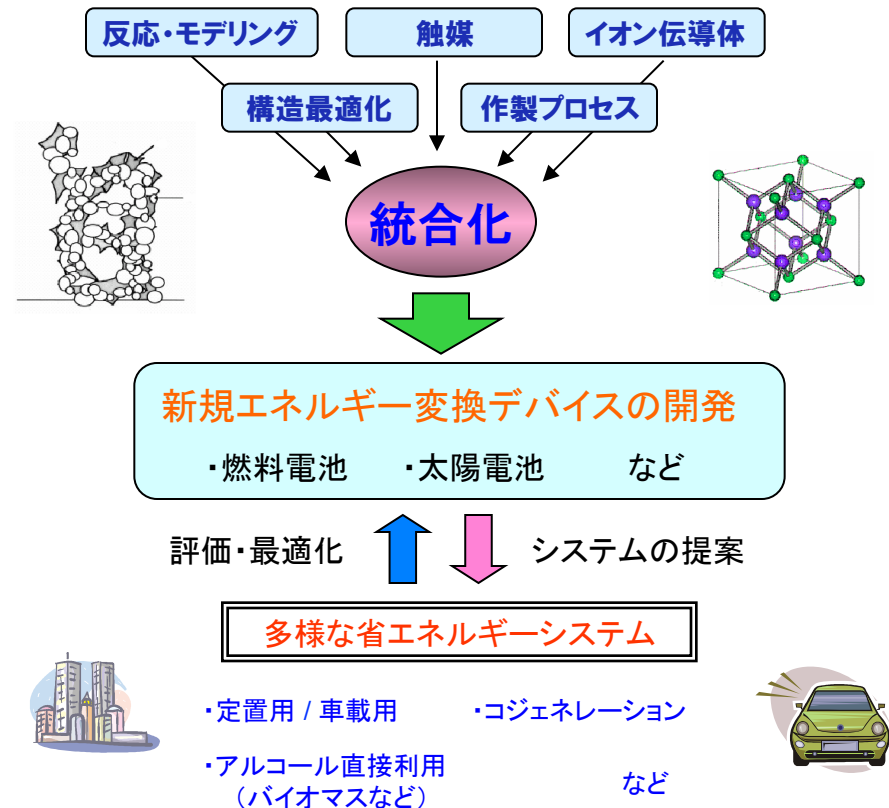 反応・モデリング
触媒
イオン伝導体
構造最適化
作製プロセス
統合化
新規エネルギー変換デバイスの開発
・燃料電池 ・太陽電池 など
評価・最適化
システムの提案
多様な省エネルギーシステム
・定置用 / 車載用 ・コジェネレーション
・アルコール直接利用
（バイオマスなど） など